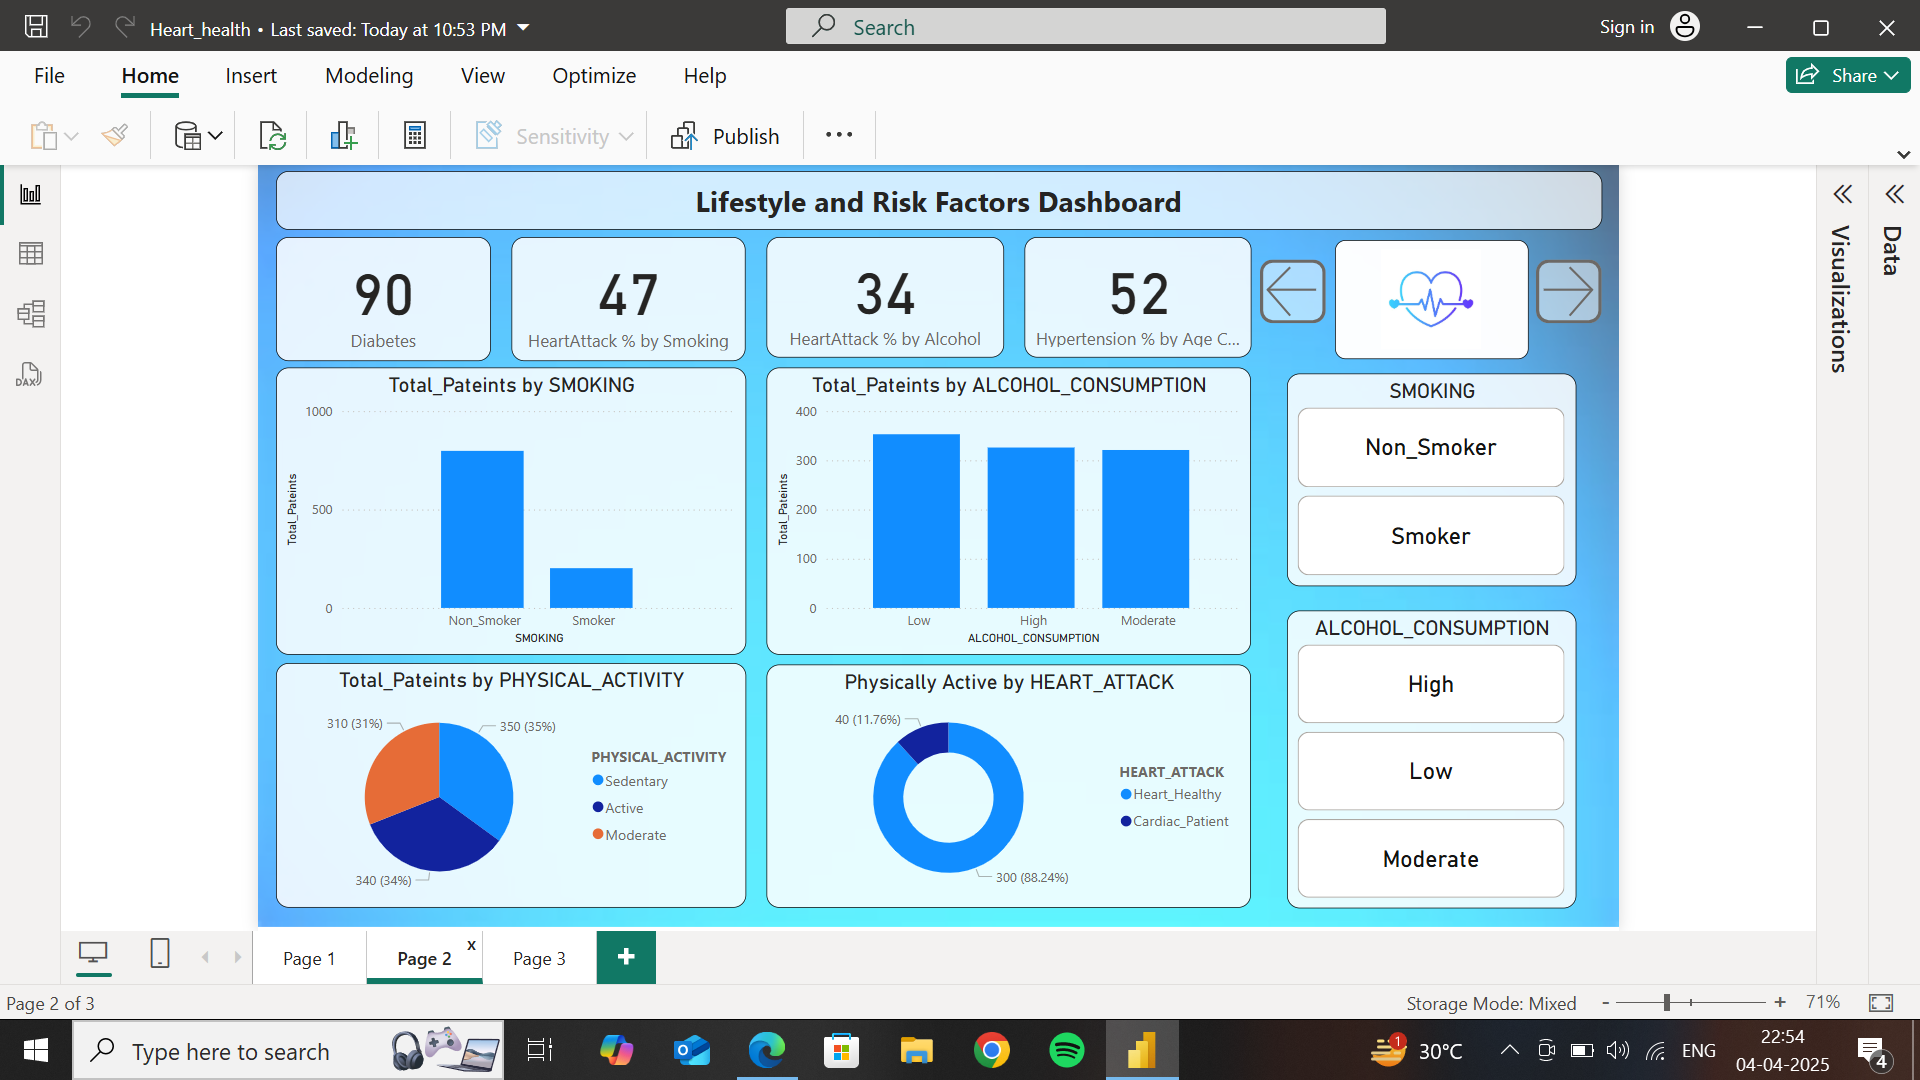 Heart_health • Last saved: Today at 10:53 PM
Search
Sign in
File Home Insert Modeling View Optimize Help
Share
Sensitivity
Publish
Lifestyle and Risk Factors Dashboard
90
Diabetes
47
HeartAttack % by Smoking
34
HeartAttack % by Alcohol
52
Hypertension % by Age C...
Total_Pateints by SMOKING
Total_Pateints
1000
500
0
Non_Smoker
Smoker
SMOKING
Total_Pateints by ALCOHOL_CONSUMPTION
Total_Pateints
400
300
200
100
0
Low
High
Moderate
ALCOHOL_CONSUMPTION
SMOKING
Non_Smoker
Smoker
Total_Pateints by PHYSICAL_ACTIVITY
310 (31%)
350 (35%)
340 (34%)
PHYSICAL_ACTIVITY
Sedentary
Active
Moderate
Physically Active by HEART_ATTACK
40 (11.76%)
300 (88.24%)
HEART_ATTACK
Heart_Healthy
Cardiac_Patient
ALCOHOL_CONSUMPTION
High
Low
Moderate
Visualizations
Data
DAX
Page 1
Page 2
x
Page 3
+
Page 2 of 3
Storage Mode: Mixed
- + 71%
Type here to search
1
30°C
ENG
22:54
04-04-2025
4